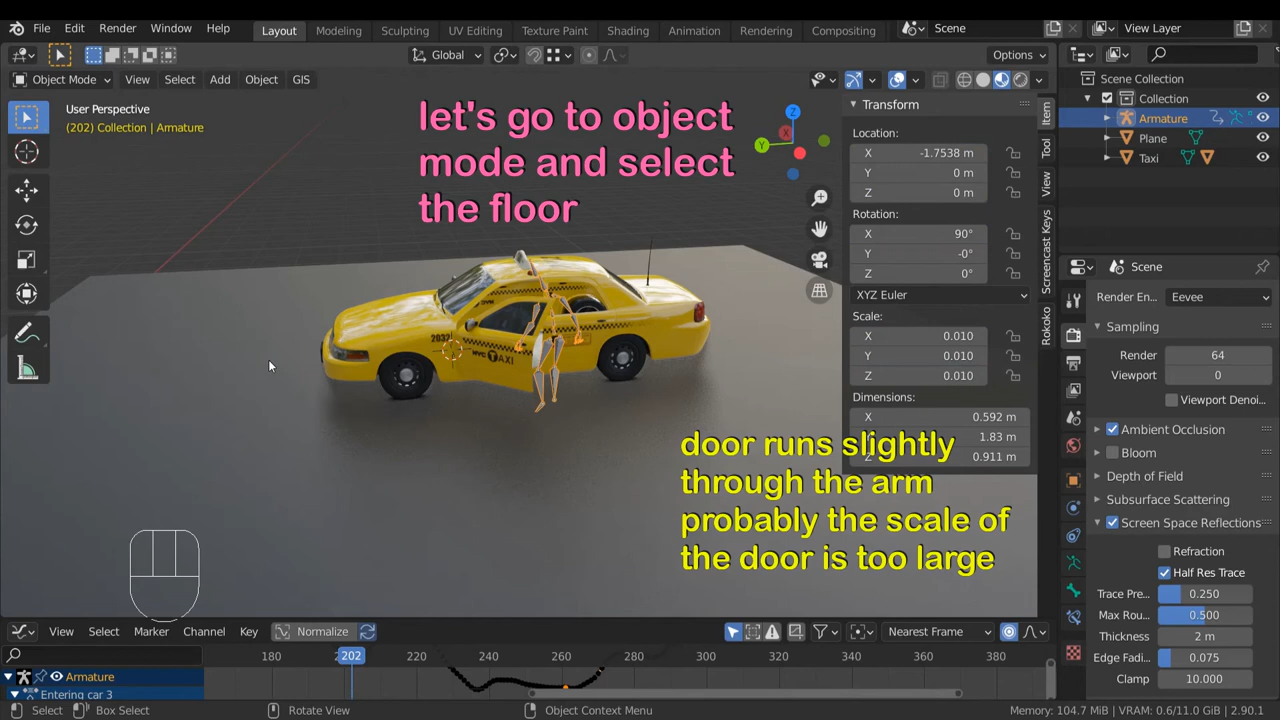 File Edit Render Window Help
Layout Modeling Sculpting UV Editing Texture Paint Shading Animation Rendering Compositing
Scene
View Layer
Global
Options
Object Mode View Select Add Object GIS
User Perspective
(202) Collection | Armature
let's go to object
mode and select
the floor
Z
X
Y
Transform
Location:
X -1.7538 m
Y 0 m
Z 0 m
Rotation:
X 90°
Y -0°
Z 0°
XYZ Euler
Scale:
X 0.010
Y 0.010
Z 0.010
Dimensions:
X 0.592 m
1.83 m
Z 0.911 m
Item
Tool
View
Screencast Keys
Rokoko
Scene Collection
Collection
Armature
Plane
Taxi
Scene
Render En... Eevee
Sampling
Render 64
Viewport 0
Viewport Denoi...
Ambient Occlusion
Bloom
Depth of Field
Subsurface Scattering
Screen Space Reflections
Refraction
Half Res Trace
Trace Pre... 0.250
Max Rou... 0.500
Thickness 2 m
Edge Fadi... 0.075
Clamp 10.000
2032
NYC TAXI
door runs slightly
through the arm
probably the scale of
the door is too large
View Select Marker Channel Key Normalize
Nearest Frame
180 202 220 240 260 280 300 320 340 360 380
Armature
Entering car 3
Select Box Select Rotate View Object Context Menu
Memory: 104.7 MiB | VRAM: 0.6/11.0 GiB | 2.90.1